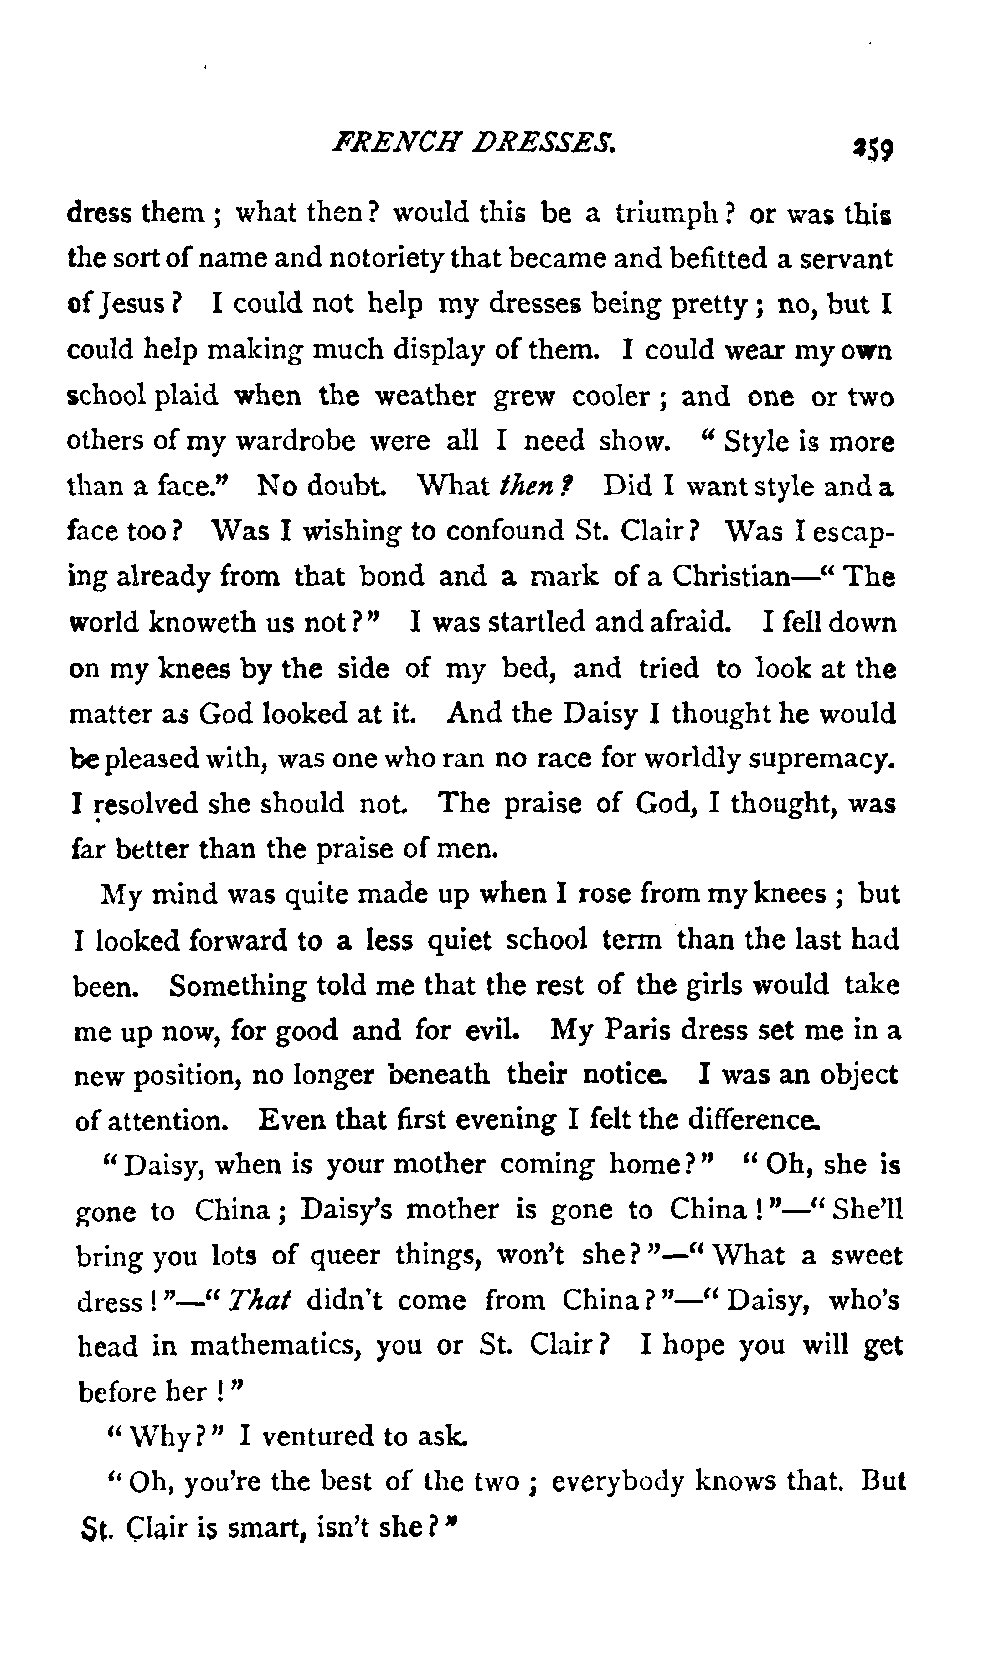 FRENCH DRESSES. 259
dress them ; what then? would this be a triumph? or was this
the sort of name and notoriety that became and befitted a servant
of Jesus? I could not help my dresses being pretty ; no, but I
could help making much display of them. I could wear my own
school plaid when the weather grew cooler ; and one or two
others of my wardrobe were all I need show. “ Style is more
than a face.” No doubt. What then? Did I want style and a
face too? Was I wishing to confound St. Clair? Was I escap-
ing already from that bond and a mark of a Christian—“ The
world knoweth us not?” I was startled and afraid. I fell down
on my knees by the side of my bed, and tried to look at the
matter as God looked at it. And the Daisy I thought he would
be pleased with, was one who ran no race for worldly supremacy.
I resolved she should not. The praise of God, I thought, was
far better than the praise of men.
My mind was quite made up when I rose from my knees ; but
I looked forward to a less quiet school term than the last had
been. Something told me that the rest of the girls would take
me up now, for good and for evil. My Paris dress set me in a
new position, no longer beneath their notice. I was an object
of attention. Even that first evening I felt the difference.
“ Daisy, when is your mother coming home?” “ Oh, she is
gone to China ; Daisy's mother is gone to China !”—“ She'll
bring you lots of queer things, won't she?”—“ What a sweet
dress !”—“ That didn't come from China?”—“ Daisy, who's
head in mathematics, you or St. Clair? I hope you will get
before her !”
“ Why?” I ventured to ask.
“ Oh, you're the best of the two ; everybody knows that. But
St. Clair is smart, isn't she?”